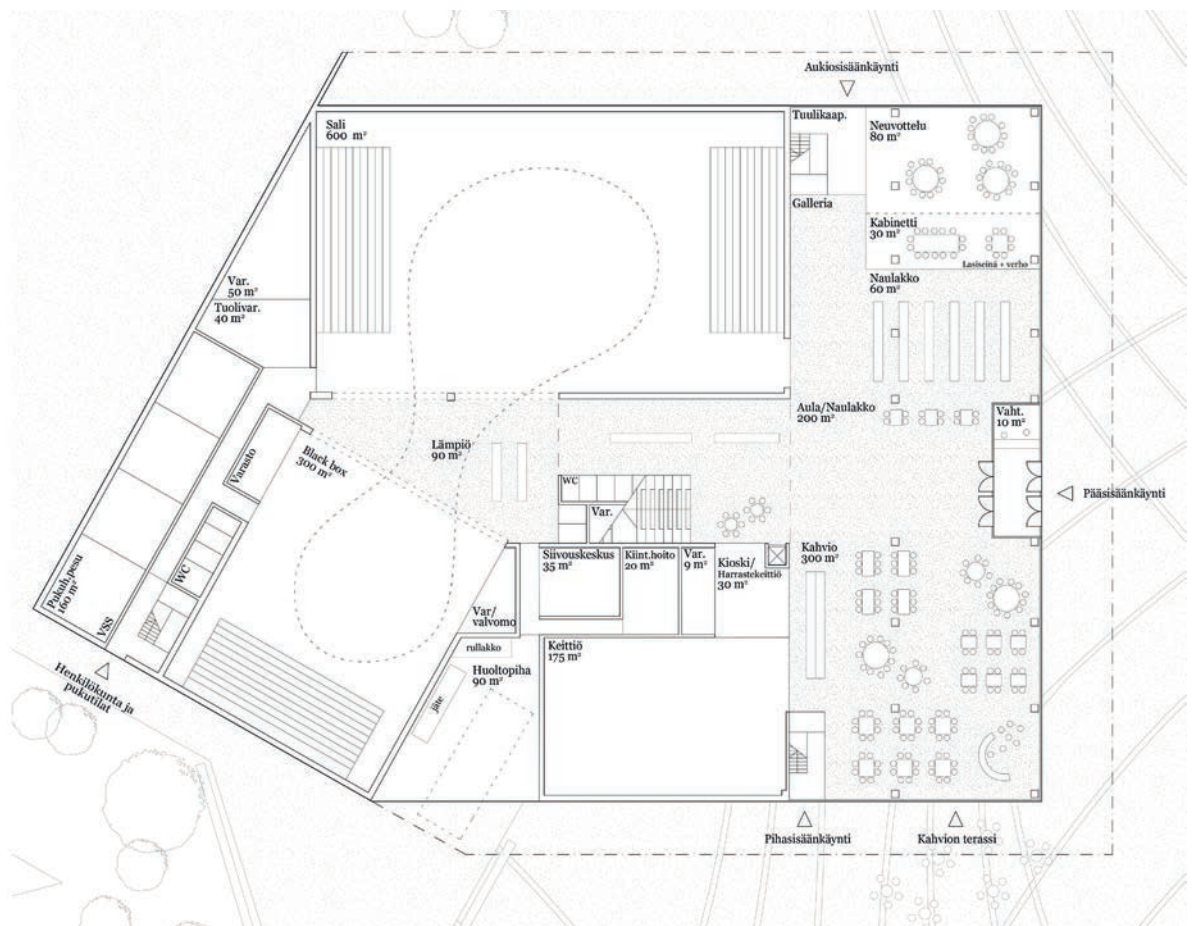 Aukiosisäänkäynti
Tuulikaap.
Neuvottelu
80 m²
Sali
600 m²
Galleria
Kabinetti
30 m²
Lasiseinä + verho
Naulakko
60 m²
Var.
50 m²
Tuolivar.
40 m²
Aula/Naulakko
200 m²
Vaht.
10 m²
Lämpiö
90 m²
Black box
300 m²
Varasto
WC
Var.
Pääsisäänkäynti
Siivouskeskus
35 m²
Kiint.hoito
20 m²
Var.
9 m²
Kioski/
Harrastekeittiö
30 m²
Kahvio
300 m²
WC
Pukuh.pesu
160 m²
VSS
Var/
valvomo
rullakko
Keittiö
175 m²
Huoltopiha
90 m²
jäte
Henkilökunta ja
pukutilat
Pihasisäänkäynti
Kahvion terassi